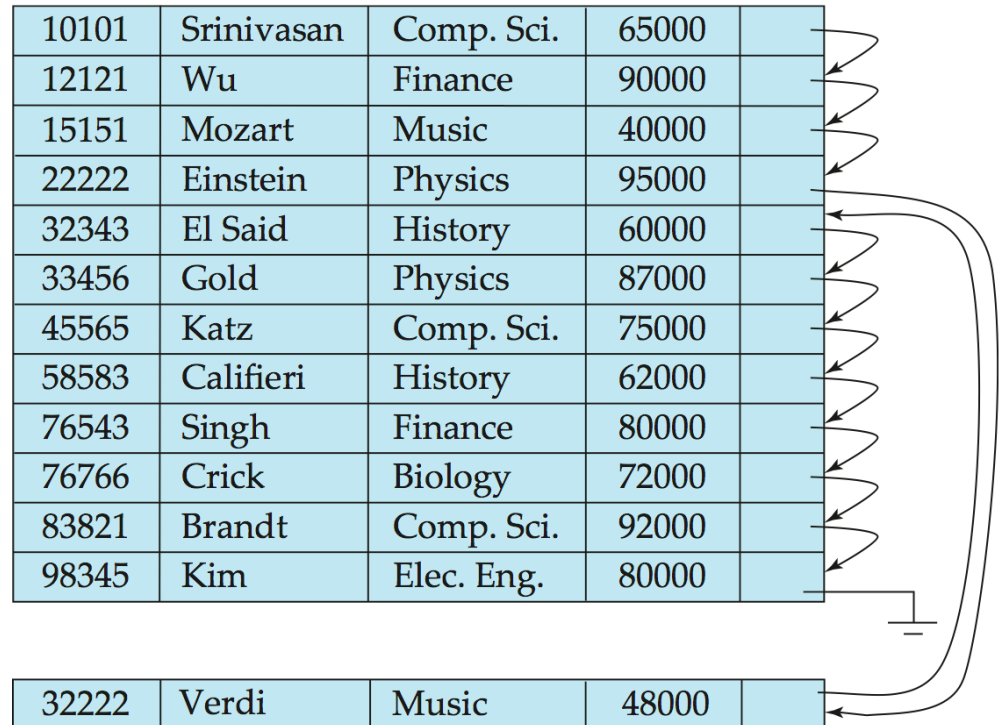 10101 Srinivasan Comp. Sci. 65000
12121 Wu Finance 90000
15151 Mozart Music 40000
22222 Einstein Physics 95000
32343 El Said History 60000
33456 Gold Physics 87000
45565 Katz Comp. Sci. 75000
58583 Califieri History 62000
76543 Singh Finance 80000
76766 Crick Biology 72000
83821 Brandt Comp. Sci. 92000
98345 Kim Elec. Eng. 80000
32222 Verdi Music 48000